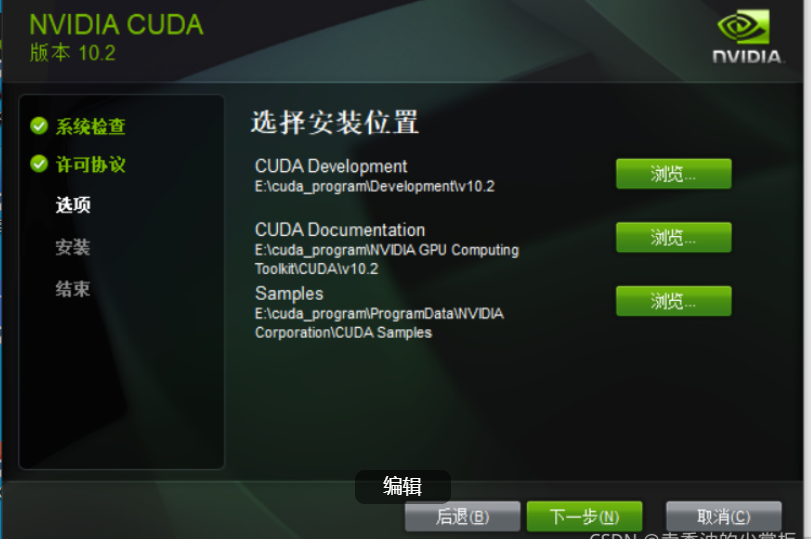 NVIDIA CUDA
版本 10.2
NVIDIA.
系统检查
许可协议
选项
安装
结束
选择安装位置
CUDA Development
E:\cuda_program\Development\v10.2
浏览...
CUDA Documentation
E:\cuda_program\NVIDIA GPU Computing
Toolkit\CUDA\v10.2
浏览...
Samples
E:\cuda_program\ProgramData\NVIDIA
Corporation\CUDA Samples
浏览...
编辑
后退(B)
下一步(N)
取消(C)
CSDN